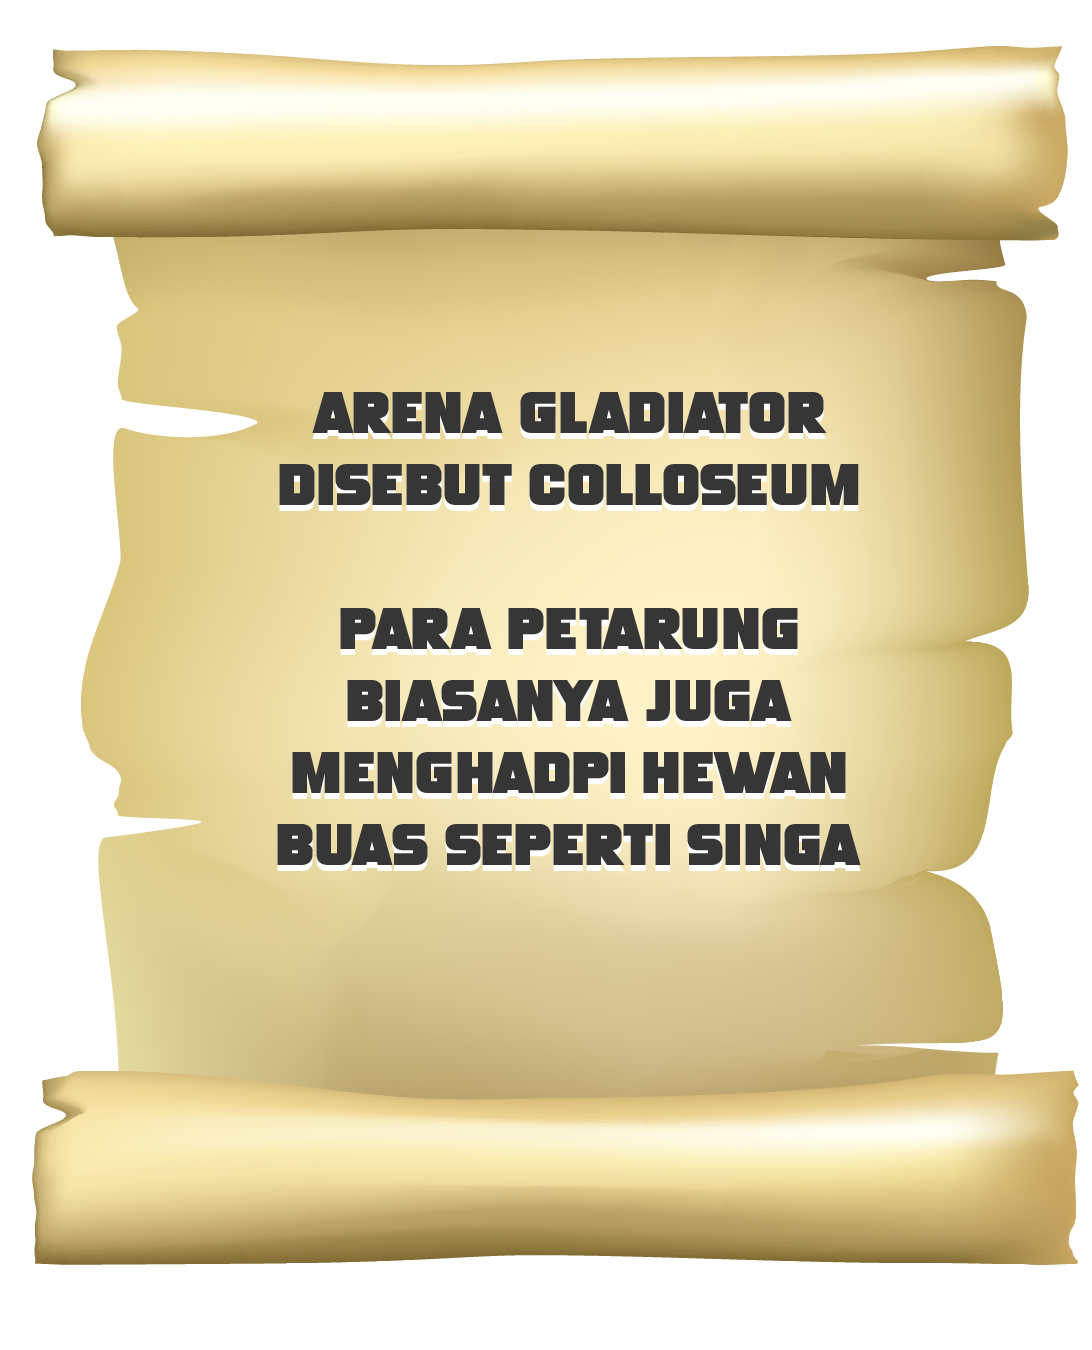 ARENA GLADIATOR
DISEBUT COLLOSEUM
PARA PETARUNG
BIASANYA JUGA
MENGHADPI HEWAN
BUAS SEPERTI SINGA